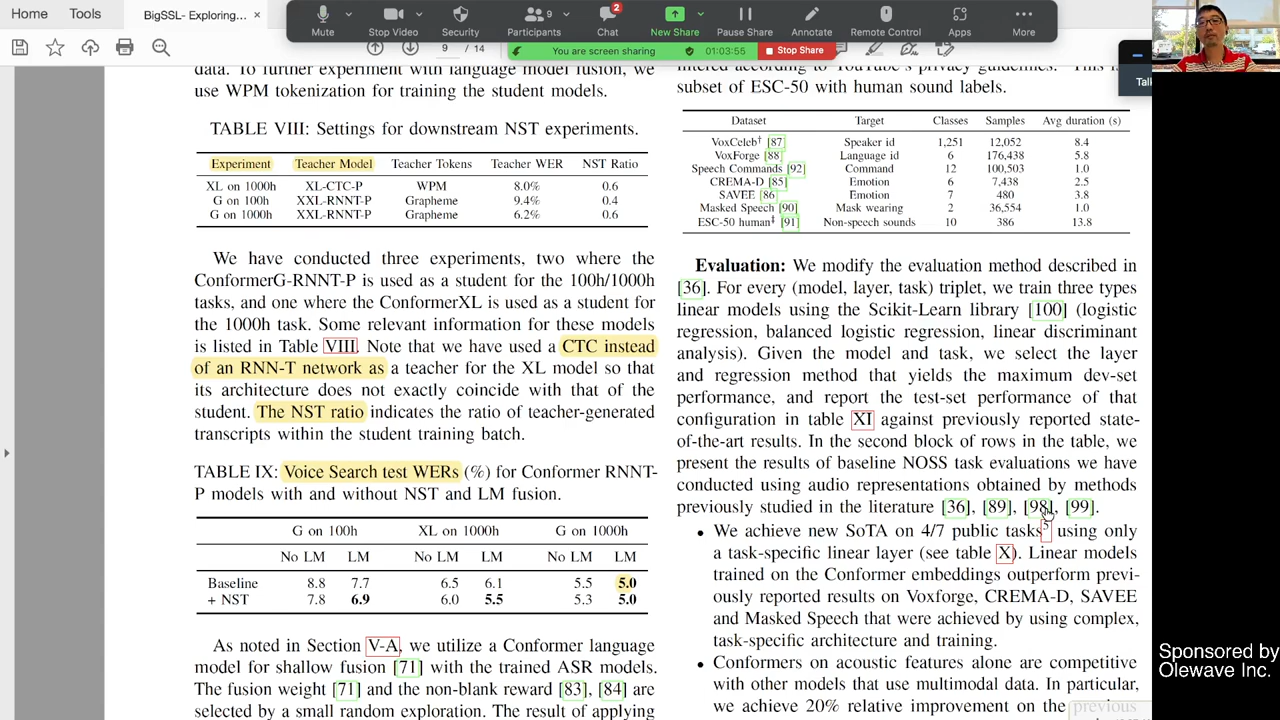 Home
Tools
BigSSL- Exploring...
×
Mute
Stop Video
Security
9
Participants
2
Chat
New Share
Pause Share
Annotate
Remote Control
Apps
More
9 / 14
You are screen sharing
01:03:55
Stop Share
Talk
data. To further experiment with language model fusion, we
use WPM tokenization for training the student models.
TABLE VIII: Settings for downstream NST experiments.
Experiment Teacher Model Teacher Tokens Teacher WER NST Ratio
XL on 1000h XL-CTC-P WPM 8.0% 0.6
G on 100h XXL-RNNT-P Grapheme 9.4% 0.4
G on 1000h XXL-RNNT-P Grapheme 6.2% 0.6
We have conducted three experiments, two where the
ConformerG-RNNT-P is used as a student for the 100h/1000h
tasks, and one where the ConformerXL is used as a student for
the 1000h task. Some relevant information for these models
is listed in Table VIII. Note that we have used a CTC instead
of an RNN-T network as a teacher for the XL model so that
its architecture does not exactly coincide with that of the
student. The NST ratio indicates the ratio of teacher-generated
transcripts within the student training batch.
TABLE IX: Voice Search test WERs (%) for Conformer RNNT-
P models with and without NST and LM fusion.
G on 100h XL on 1000h G on 1000h
No LM LM No LM LM No LM LM
Baseline 8.8 7.7 6.5 6.1 5.5 5.0
+ NST 7.8 6.9 6.0 5.5 5.3 5.0
As noted in Section V-A, we utilize a Conformer language
model for shallow fusion [71] with the trained ASR models.
The fusion weight [71] and the non-blank reward [83], [84] are
selected by a small random exploration. The result of applying
filtered according to YouTube's privacy guidelines. This is
subset of ESC-50 with human sound labels.
Dataset Target Classes Samples Avg duration (s)
VoxCeleb† [87] Speaker id 1,251 12,052 8.4
VoxForge [88] Language id 6 176,438 5.8
Speech Commands [92] Command 12 100,503 1.0
CREMA-D [85] Emotion 6 7,438 2.5
SAVEE [86] Emotion 7 480 3.8
Masked Speech [90] Mask wearing 2 36,554 1.0
ESC-50 human‡ [91] Non-speech sounds 10 386 13.8
Evaluation: We modify the evaluation method described in
[36]. For every (model, layer, task) triplet, we train three types
linear models using the Scikit-Learn library [100] (logistic
regression, balanced logistic regression, linear discriminant
analysis). Given the model and task, we select the layer
and regression method that yields the maximum dev-set
performance, and report the test-set performance of that
configuration in table XI against previously reported state-
of-the-art results. In the second block of rows in the table, we
present the results of baseline NOSS task evaluations we have
conducted using audio representations obtained by methods
previously studied in the literature [36], [89], [98], [99].
• We achieve new SoTA on 4/7 public tasks5 using only
a task-specific linear layer (see table X). Linear models
trained on the Conformer embeddings outperform previ-
ously reported results on Voxforge, CREMA-D, SAVEE
and Masked Speech that were achieved by using complex,
task-specific architecture and training.
• Conformers on acoustic features alone are competitive
with other models that use multimodal data. In particular,
we achieve 20% relative improvement on the previous
Sponsored by
Olewave Inc.